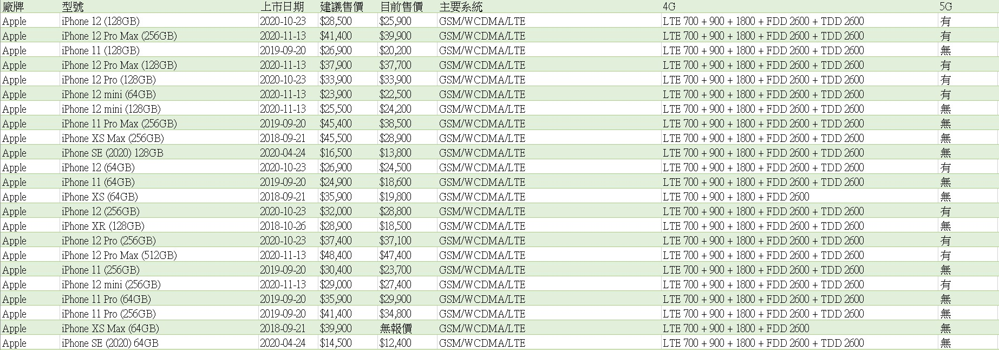 廠牌 型號 上市日期 建議售價 目前售價 主要系統 4G 5G
Apple iPhone 12 (128GB) 2020-10-23 $28,500 $25,900 GSM/WCDMA/LTE LTE 700 + 900 + 1800 + FDD 2600 + TDD 2600 有
Apple iPhone 12 Pro Max (256GB) 2020-11-13 $41,400 $39,900 GSM/WCDMA/LTE LTE 700 + 900 + 1800 + FDD 2600 + TDD 2600 有
Apple iPhone 11 (128GB) 2019-09-20 $26,900 $20,200 GSM/WCDMA/LTE LTE 700 + 900 + 1800 + FDD 2600 + TDD 2600 無
Apple iPhone 12 Pro Max (128GB) 2020-11-13 $37,900 $37,700 GSM/WCDMA/LTE LTE 700 + 900 + 1800 + FDD 2600 + TDD 2600 有
Apple iPhone 12 Pro (128GB) 2020-10-23 $33,900 $33,900 GSM/WCDMA/LTE LTE 700 + 900 + 1800 + FDD 2600 + TDD 2600 有
Apple iPhone 12 mini (64GB) 2020-11-13 $23,900 $22,500 GSM/WCDMA/LTE LTE 700 + 900 + 1800 + FDD 2600 + TDD 2600 有
Apple iPhone 12 mini (128GB) 2020-11-13 $25,500 $24,200 GSM/WCDMA/LTE LTE 700 + 900 + 1800 + FDD 2600 + TDD 2600 無
Apple iPhone 11 Pro Max (256GB) 2019-09-20 $45,400 $38,500 GSM/WCDMA/LTE LTE 700 + 900 + 1800 + FDD 2600 + TDD 2600 無
Apple iPhone XS Max (256GB) 2018-09-21 $45,500 $28,900 GSM/WCDMA/LTE LTE 700 + 900 + 1800 + FDD 2600 + TDD 2600 無
Apple iPhone SE (2020) 128GB 2020-04-24 $16,500 $13,800 GSM/WCDMA/LTE LTE 700 + 900 + 1800 + FDD 2600 + TDD 2600 無
Apple iPhone 12 (64GB) 2020-10-23 $26,900 $24,500 GSM/WCDMA/LTE LTE 700 + 900 + 1800 + FDD 2600 + TDD 2600 有
Apple iPhone 11 (64GB) 2019-09-20 $24,900 $18,600 GSM/WCDMA/LTE LTE 700 + 900 + 1800 + FDD 2600 + TDD 2600 無
Apple iPhone XS (64GB) 2018-09-21 $35,900 $19,800 GSM/WCDMA/LTE LTE 700 + 900 + 1800 + FDD 2600 無
Apple iPhone 12 (256GB) 2020-10-23 $32,000 $28,800 GSM/WCDMA/LTE LTE 700 + 900 + 1800 + FDD 2600 + TDD 2600 有
Apple iPhone XR (128GB) 2018-10-26 $28,900 $18,500 GSM/WCDMA/LTE LTE 700 + 900 + 1800 + FDD 2600 + TDD 2600 無
Apple iPhone 12 Pro (256GB) 2020-10-23 $37,400 $37,100 GSM/WCDMA/LTE LTE 700 + 900 + 1800 + FDD 2600 + TDD 2600 有
Apple iPhone 12 Pro Max (512GB) 2020-11-13 $48,400 $47,400 GSM/WCDMA/LTE LTE 700 + 900 + 1800 + FDD 2600 + TDD 2600 有
Apple iPhone 11 (256GB) 2019-09-20 $30,400 $23,700 GSM/WCDMA/LTE LTE 700 + 900 + 1800 + FDD 2600 + TDD 2600 無
Apple iPhone 12 mini (256GB) 2020-11-13 $29,000 $27,400 GSM/WCDMA/LTE LTE 700 + 900 + 1800 + FDD 2600 + TDD 2600 有
Apple iPhone 11 Pro (64GB) 2019-09-20 $35,900 $29,900 GSM/WCDMA/LTE LTE 700 + 900 + 1800 + FDD 2600 + TDD 2600 無
Apple iPhone 11 Pro (256GB) 2019-09-20 $41,400 $34,800 GSM/WCDMA/LTE LTE 700 + 900 + 1800 + FDD 2600 + TDD 2600 無
Apple iPhone XS Max (64GB) 2018-09-21 $39,900 無報價 GSM/WCDMA/LTE LTE 700 + 900 + 1800 + FDD 2600 無
Apple iPhone SE (2020) 64GB 2020-04-24 $14,500 $12,400 GSM/WCDMA/LTE LTE 700 + 900 + 1800 + FDD 2600 + TDD 2600 無